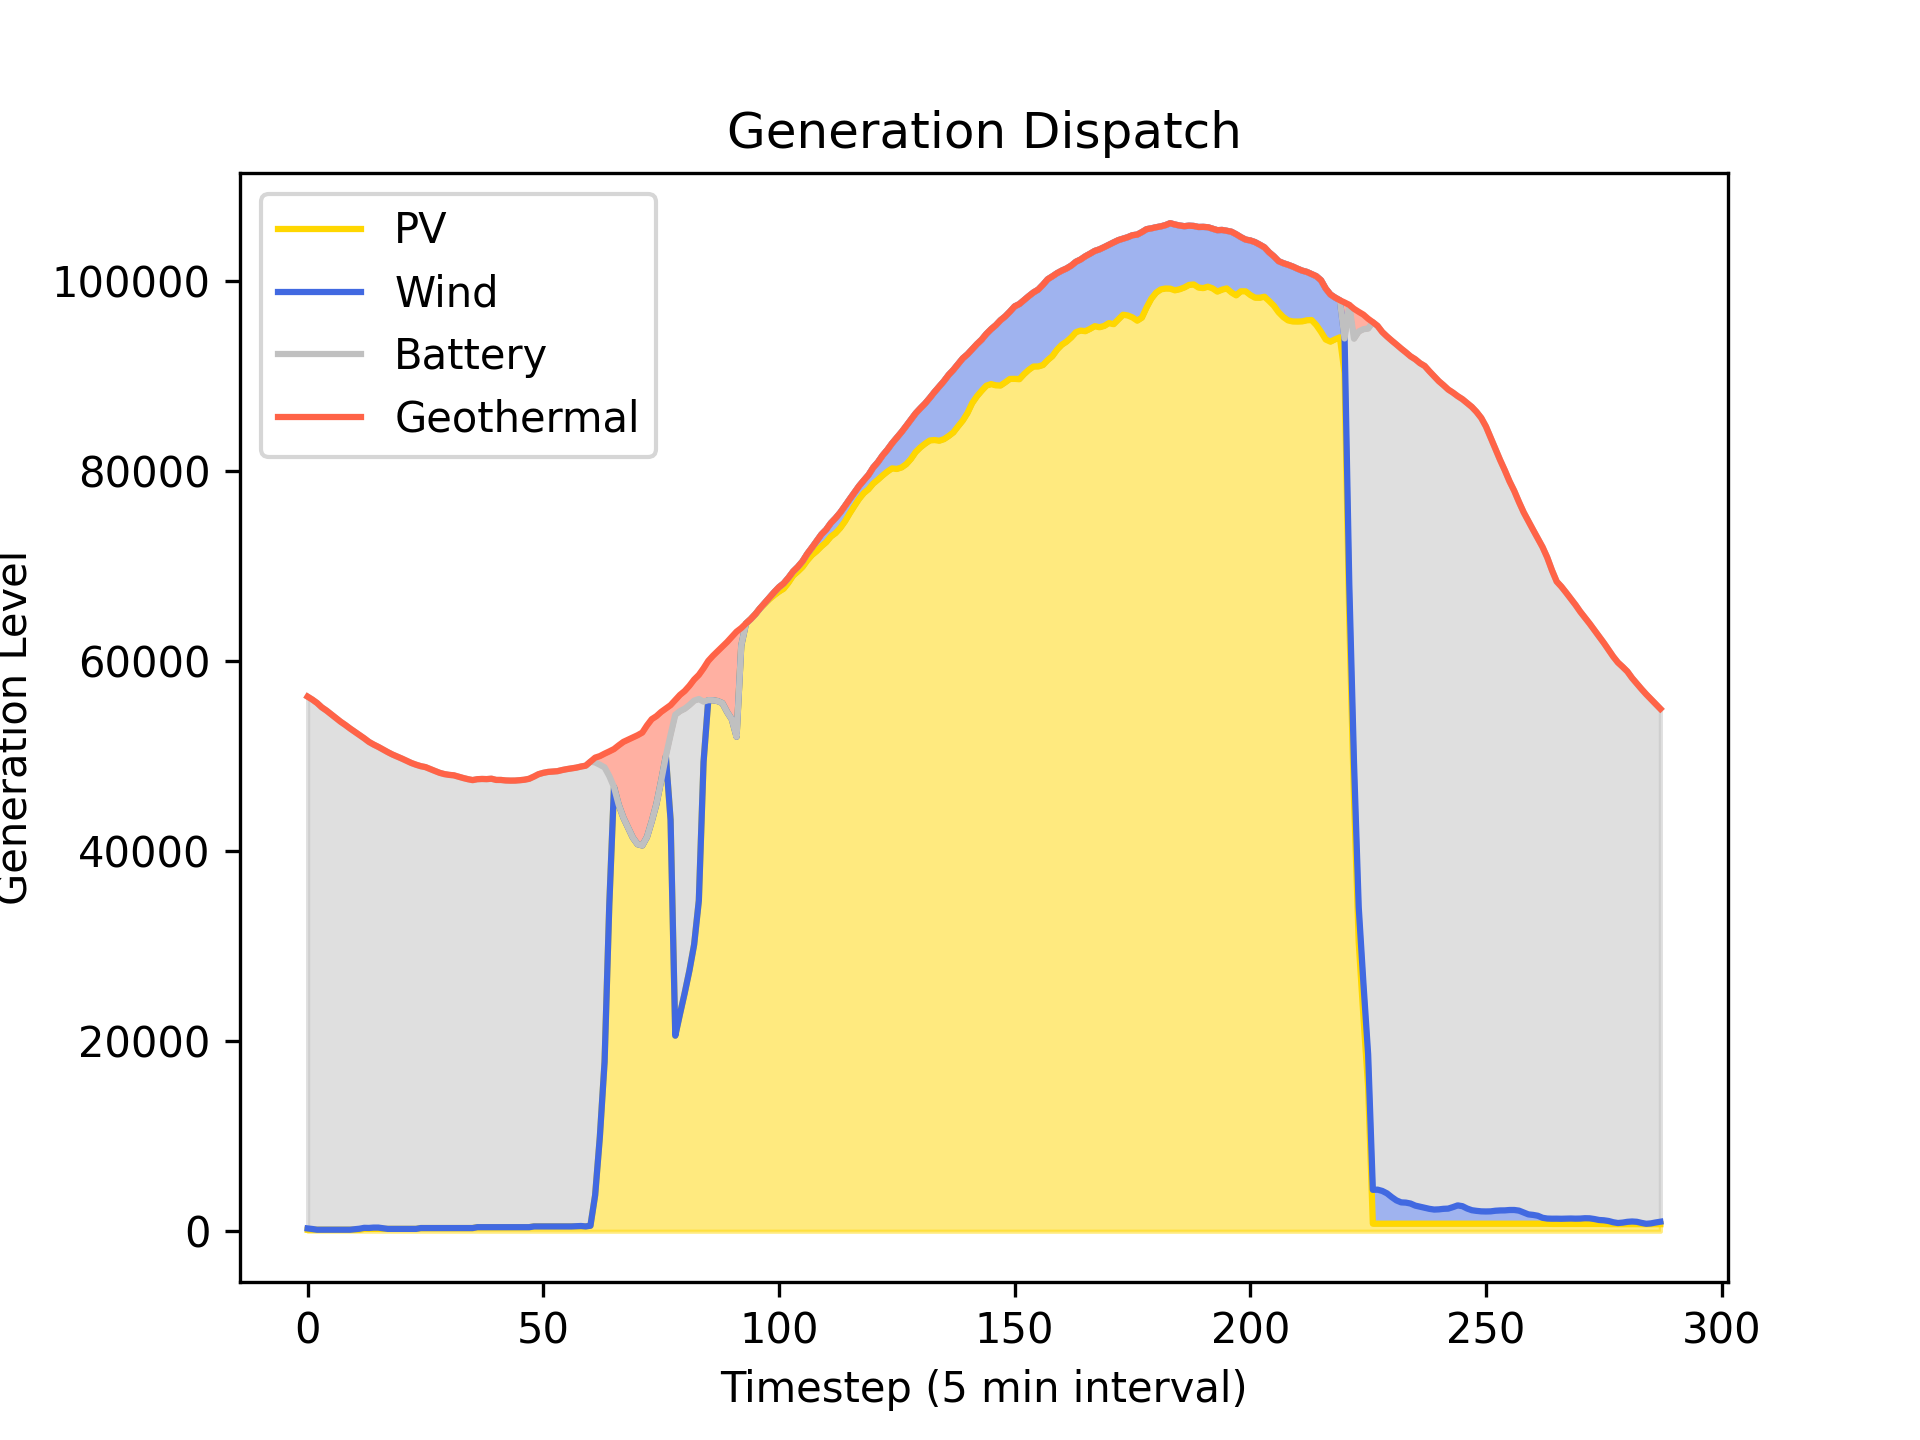 Generation Dispatch
PV
Wind
Battery
Geothermal
100000
80000
60000
40000
20000
0
Generation Level
0 50 100 150 200 250 300
Timestep (5 min interval)